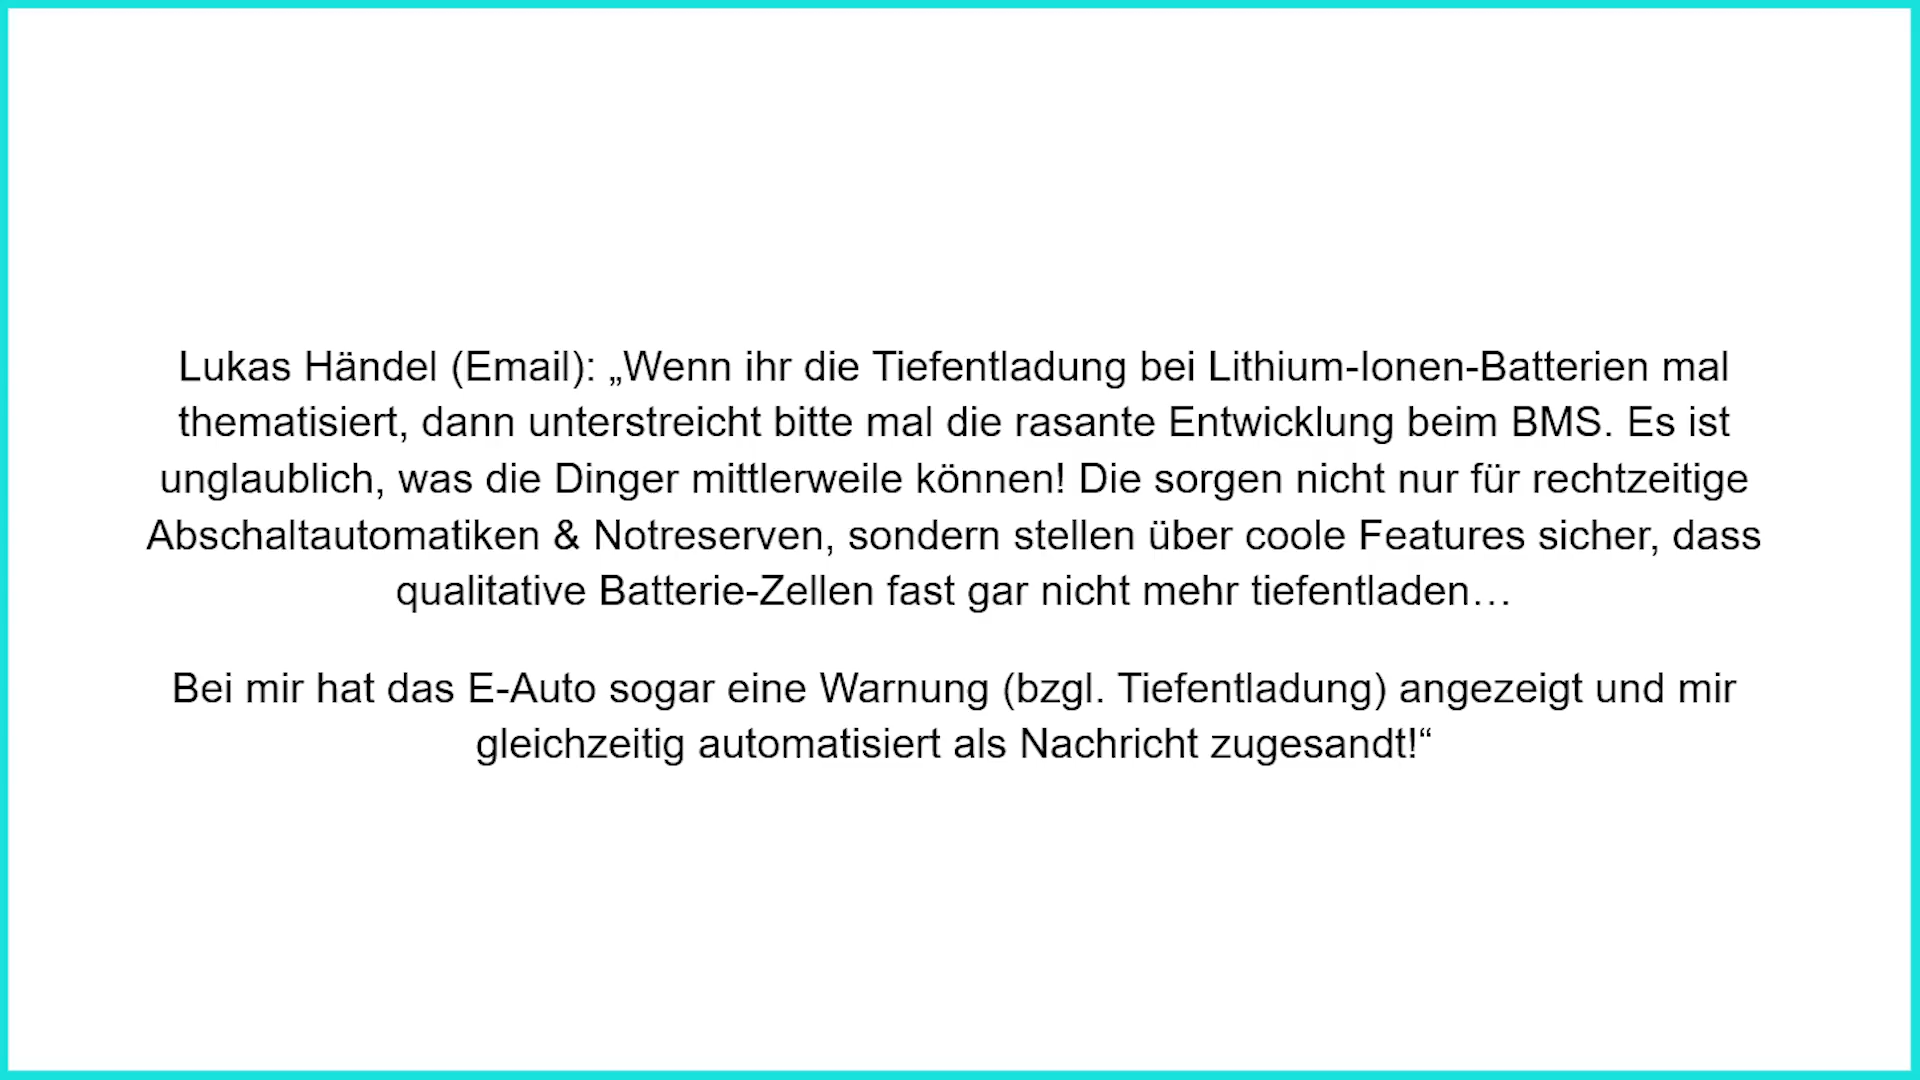 Lukas Händel (Email): „Wenn ihr die Tiefentladung bei Lithium-Ionen-Batterien mal
thematisiert, dann unterstreicht bitte mal die rasante Entwicklung beim BMS. Es ist
unglaublich, was die Dinger mittlerweile können! Die sorgen nicht nur für rechtzeitige
Abschaltautomatiken & Notreserven, sondern stellen über coole Features sicher, dass
qualitative Batterie-Zellen fast gar nicht mehr tiefentladen…
Bei mir hat das E-Auto sogar eine Warnung (bzgl. Tiefentladung) angezeigt und mir
gleichzeitig automatisiert als Nachricht zugesandt!“